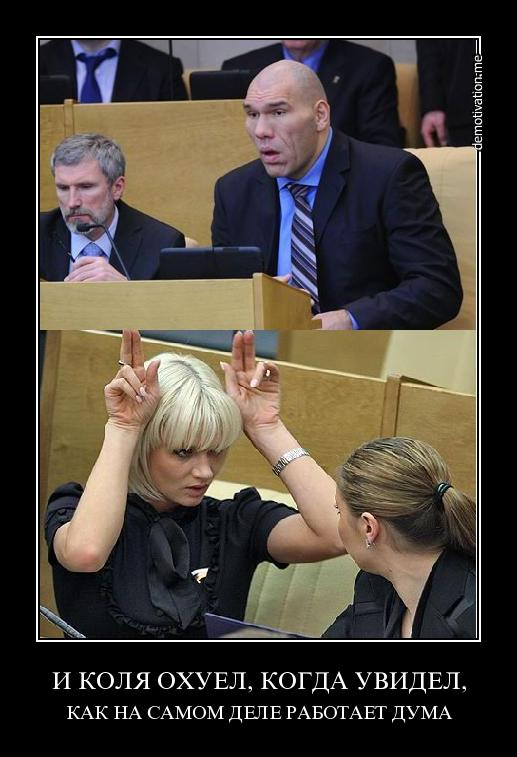 demotivation.me
И КОЛЯ ОХУЕЛ, КОГДА УВИДЕЛ,
КАК НА САМОМ ДЕЛЕ РАБОТАЕТ ДУМА